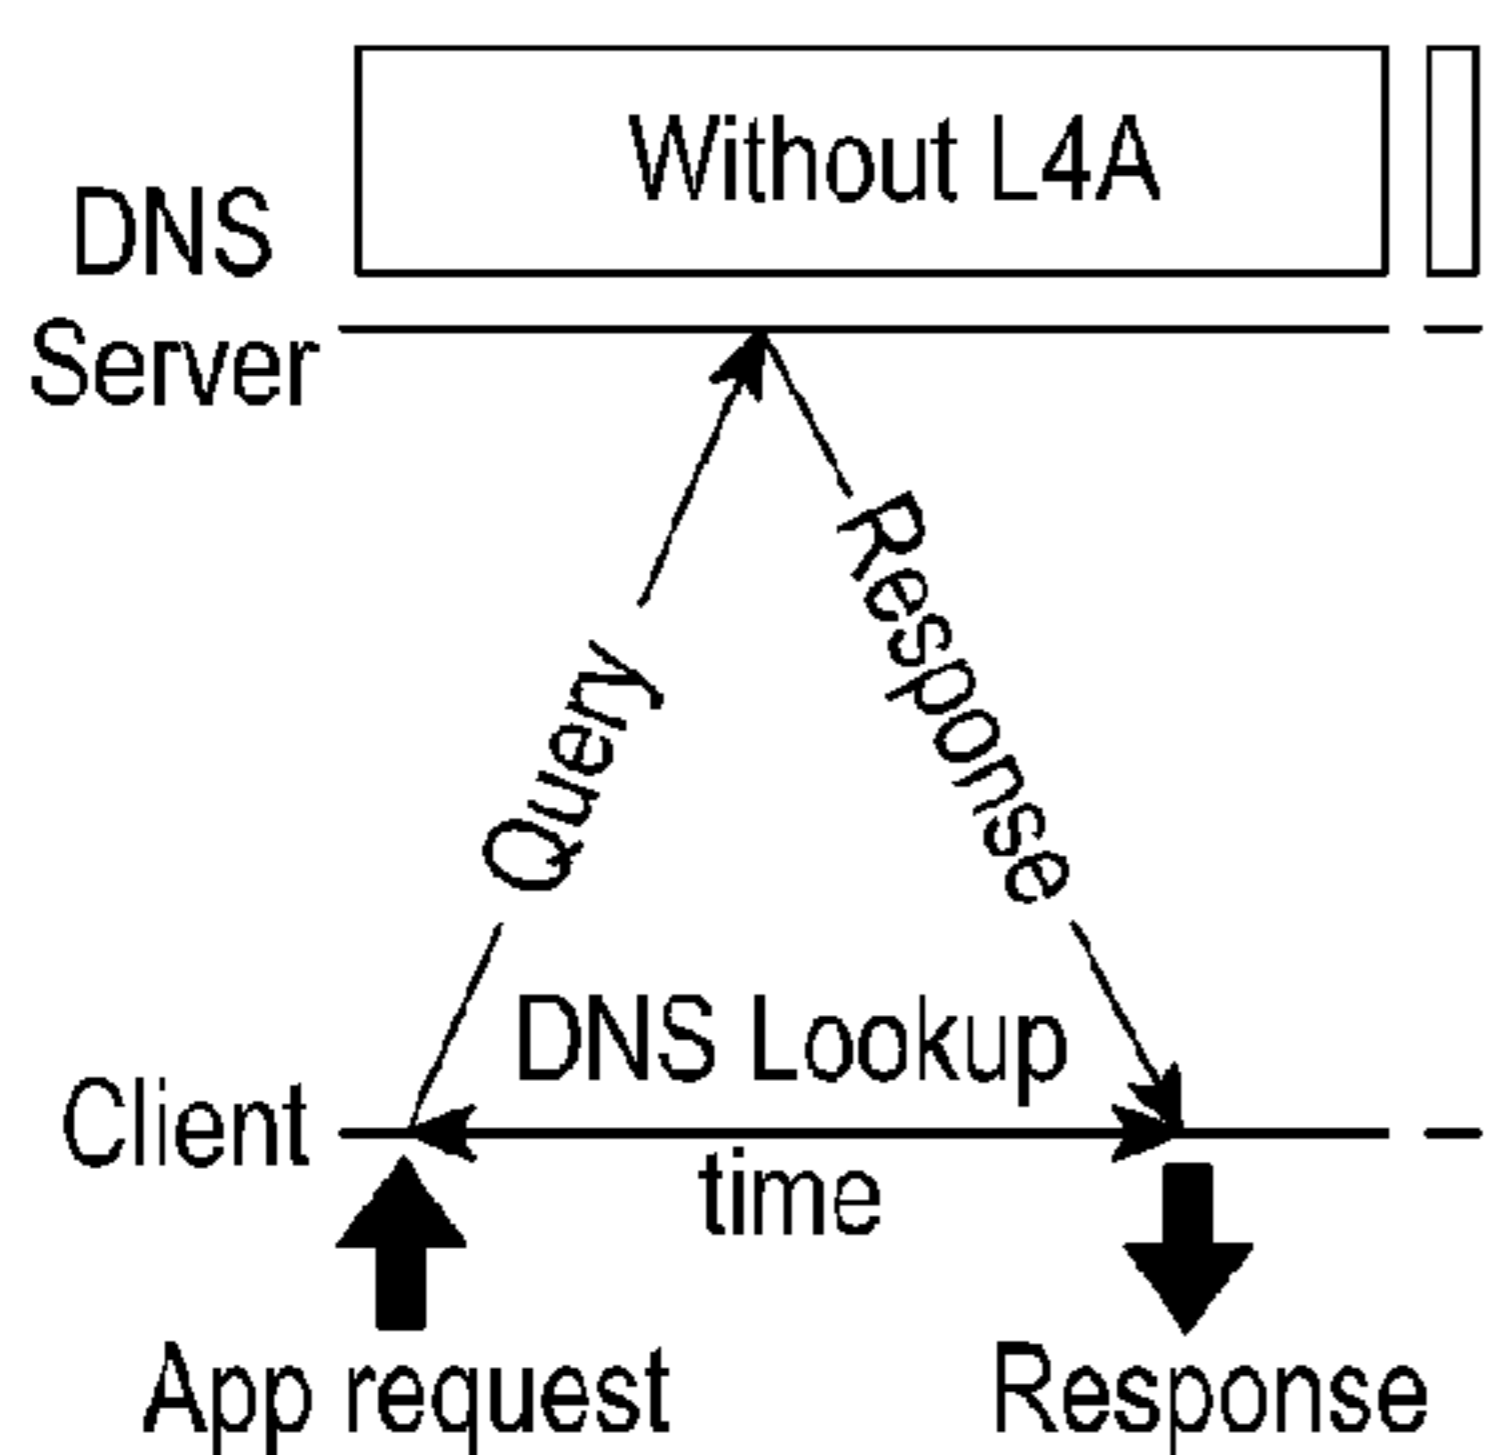 Without L4A
DNS
Server
Query
Response
DNS Lookup
Client
time
App request
Response